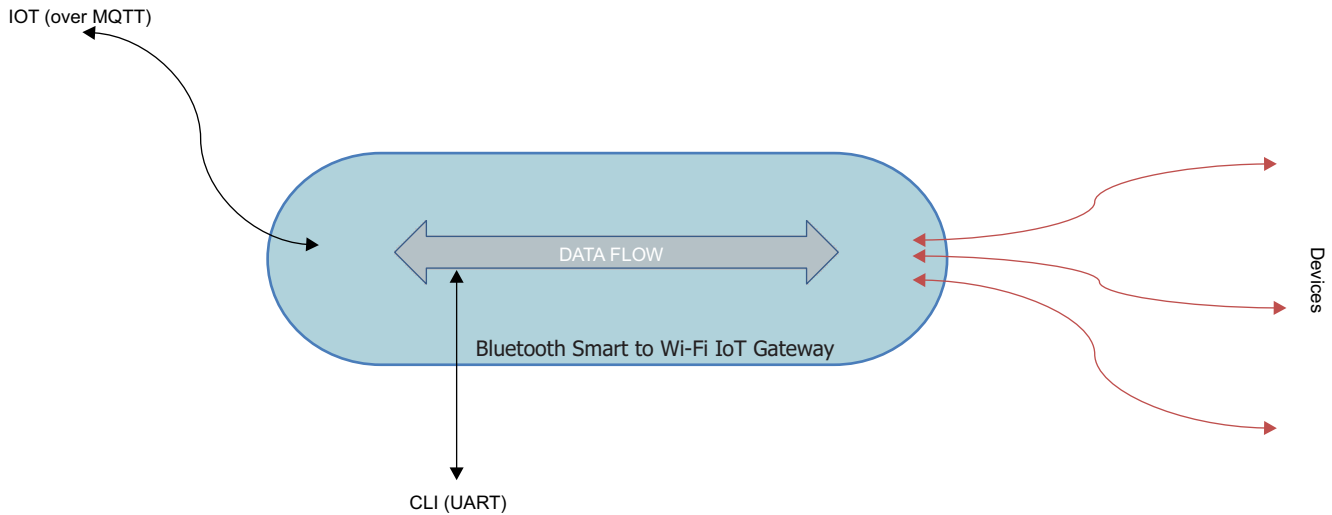 IOT (over MQTT)
DATA FLOW
Devices
Bluetooth Smart to Wi-Fi IoT Gateway
CLI (UART)